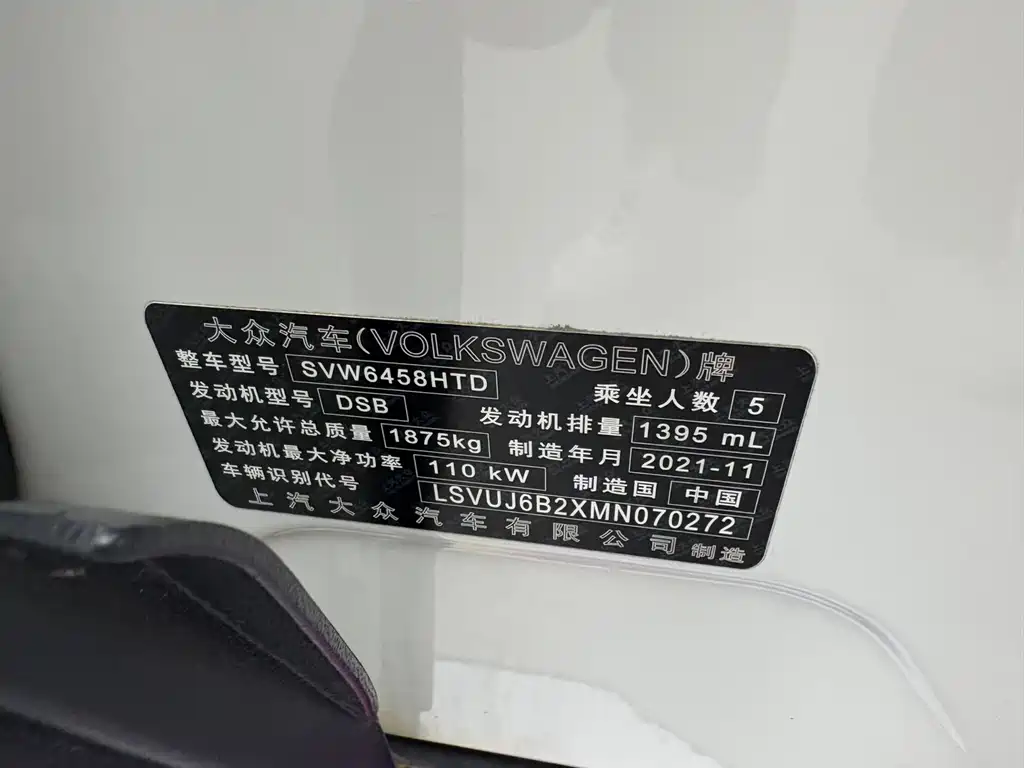 大众汽车(VOLKSWAGEN)牌
整车型号 SVW6458HTD 乘坐人数 5
发动机型号 DSB 发动机排量 1395 mL
最大允许总质量 1875kg 制造年月 2021-11
发动机最大净功率 110 kW 制造国 中国
车辆识别代号 LSVUJ6B2XMN070272
上汽大众汽车有限公司 制造